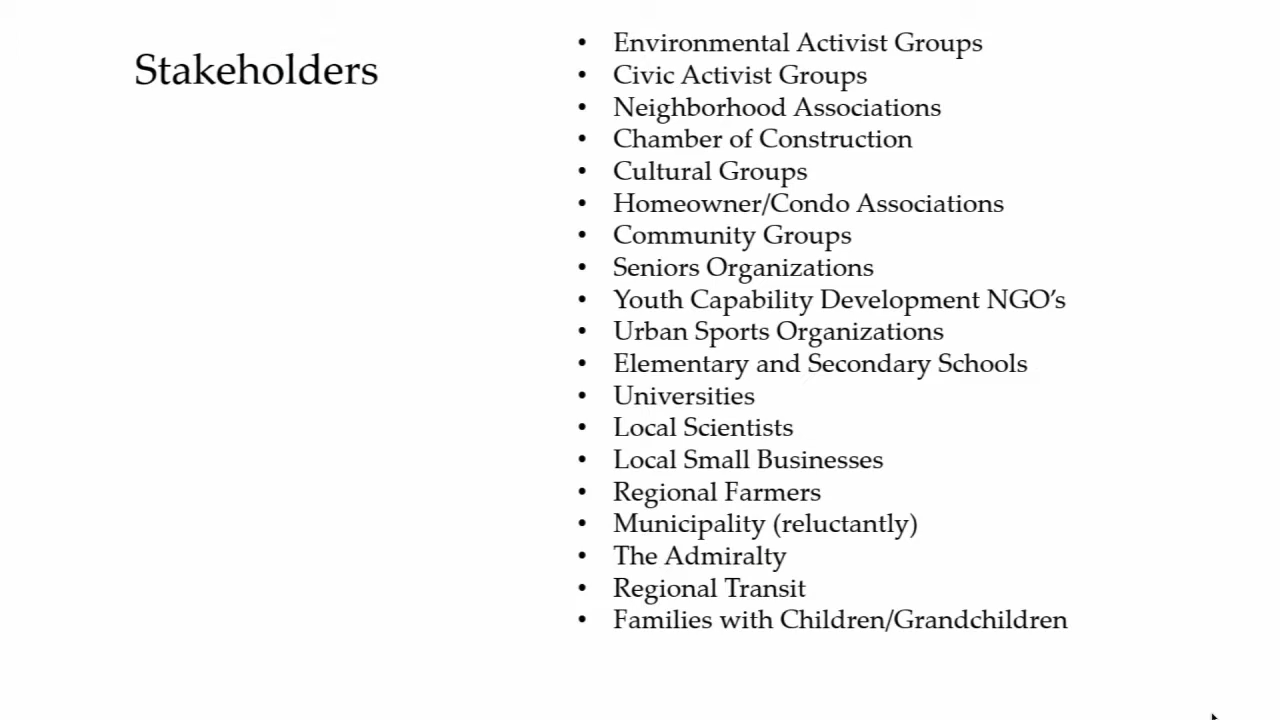 Stakeholders
• Environmental Activist Groups
• Civic Activist Groups
• Neighborhood Associations
• Chamber of Construction
• Cultural Groups
• Homeowner/Condo Associations
• Community Groups
• Seniors Organizations
• Youth Capability Development NGO’s
• Urban Sports Organizations
• Elementary and Secondary Schools
• Universities
• Local Scientists
• Local Small Businesses
• Regional Farmers
• Municipality (reluctantly)
• The Admiralty
• Regional Transit
• Families with Children/Grandchildren